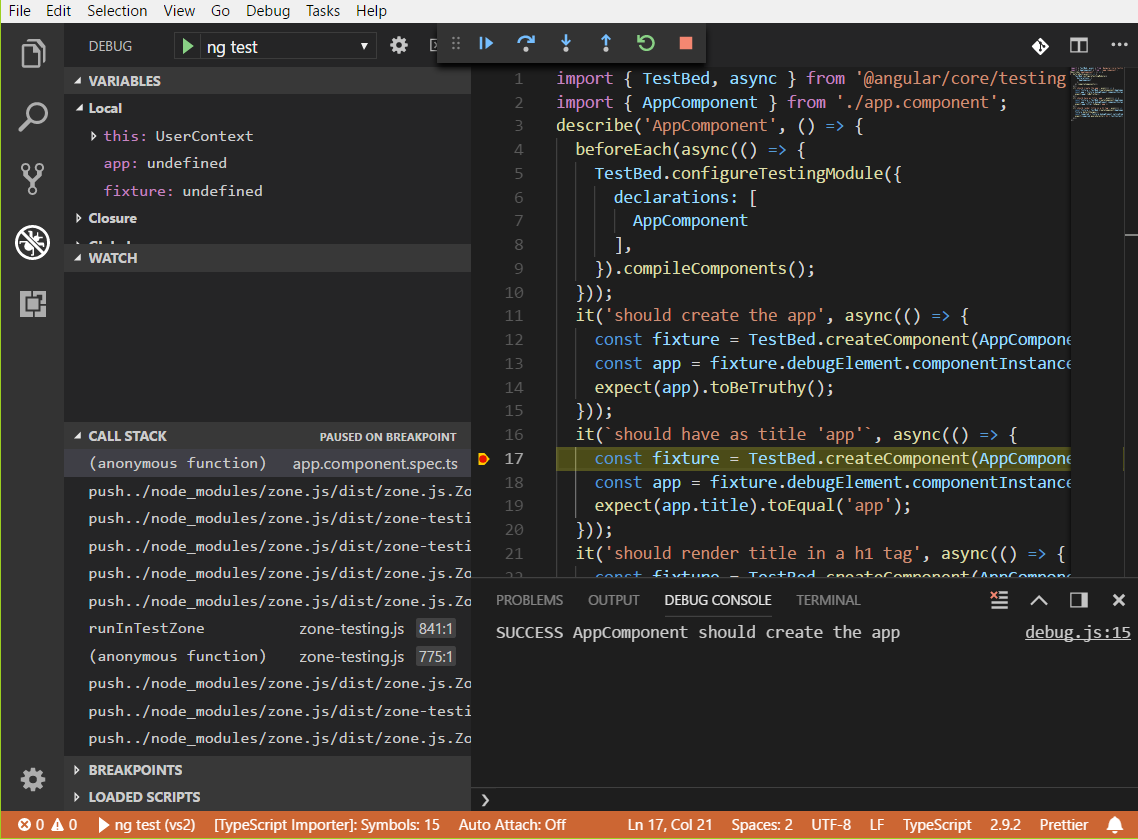 File Edit Selection View Go Debug Tasks Help
DEBUG ng test
VARIABLES
Local
this: UserContext
app: undefined
fixture: undefined
Closure
WATCH
CALL STACK PAUSED ON BREAKPOINT
(anonymous function) app.component.spec.ts
push../node_modules/zone.js/dist/zone.js.Zo
push../node_modules/zone.js/dist/zone-testi
push../node_modules/zone.js/dist/zone-testi
push../node_modules/zone.js/dist/zone.js.Zo
push../node_modules/zone.js/dist/zone.js.Zo
runInTestZone zone-testing.js 841:1
(anonymous function) zone-testing.js 775:1
push../node_modules/zone.js/dist/zone.js.Zo
push../node_modules/zone.js/dist/zone-testi
push../node_modules/zone.js/dist/zone.js.Zo
BREAKPOINTS
LOADED SCRIPTS
1 import { TestBed, async } from '@angular/core/testing
2 import { AppComponent } from './app.component';
3 describe('AppComponent', () => {
4 beforeEach(async(() => {
5 TestBed.configureTestingModule({
6 declarations: [
7 AppComponent
8 ],
9 }).compileComponents();
10 }));
11 it('should create the app', async(() => {
12 const fixture = TestBed.createComponent(AppCompone
13 const app = fixture.debugElement.componentInstance
14 expect(app).toBeTruthy();
15 }));
16 it(`should have as title 'app'`, async(() => {
17 const fixture = TestBed.createComponent(AppCompone
18 const app = fixture.debugElement.componentInstance
19 expect(app.title).toEqual('app');
20 }));
21 it('should render title in a h1 tag', async(() => {
22 const fixture = TestBed.createComponent(AppCompone
PROBLEMS OUTPUT DEBUG CONSOLE TERMINAL
SUCCESS AppComponent should create the app debug.js:15
0 0 ng test (vs2) [TypeScript Importer]: Symbols: 15 Auto Attach: Off Ln 17, Col 21 Spaces: 2 UTF-8 LF TypeScript 2.9.2 Prettier